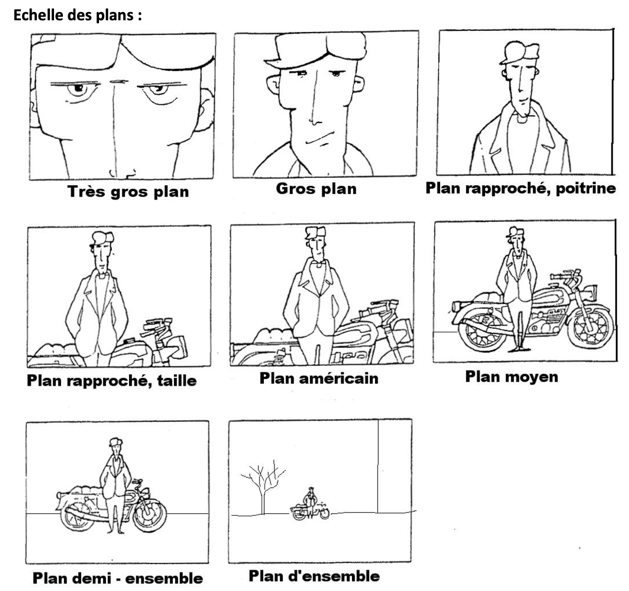 Echelle des plans :
Très gros plan
Gros plan
Plan rapproché, poitrine
Plan rapproché, taille
Plan américain
Plan moyen
Plan demi - ensemble
Plan d'ensemble